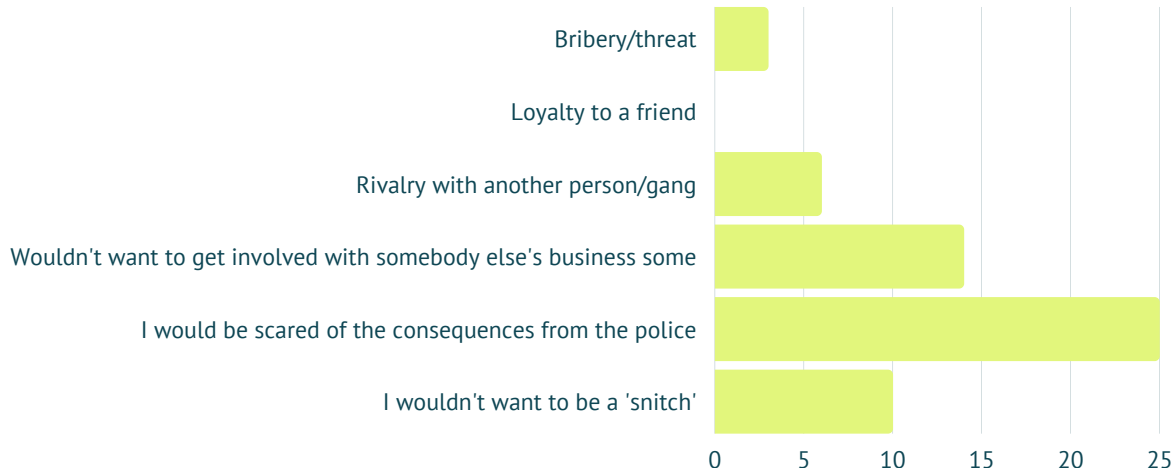 Bribery/threat
Loyalty to a friend
Rivalry with another person/gang
Wouldn't want to get involved with somebody else's business some
I would be scared of the consequences from the police
I wouldn't want to be a 'snitch'
0 5 10 15 20 25